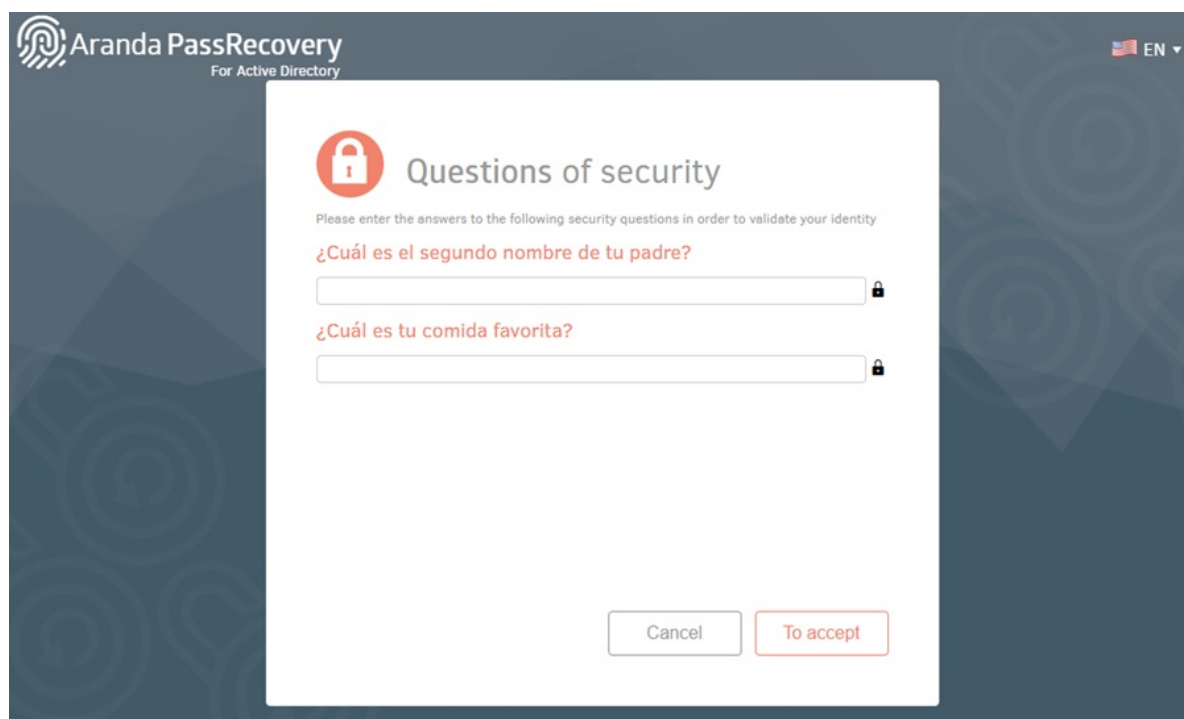 Aranda PassRecovery
For Active Directory
EN
Questions of security
Please enter the answers to the following security questions in order to validate your identity
¿Cuál es el segundo nombre de tu padre?
¿Cuál es tu comida favorita?
Cancel
To accept